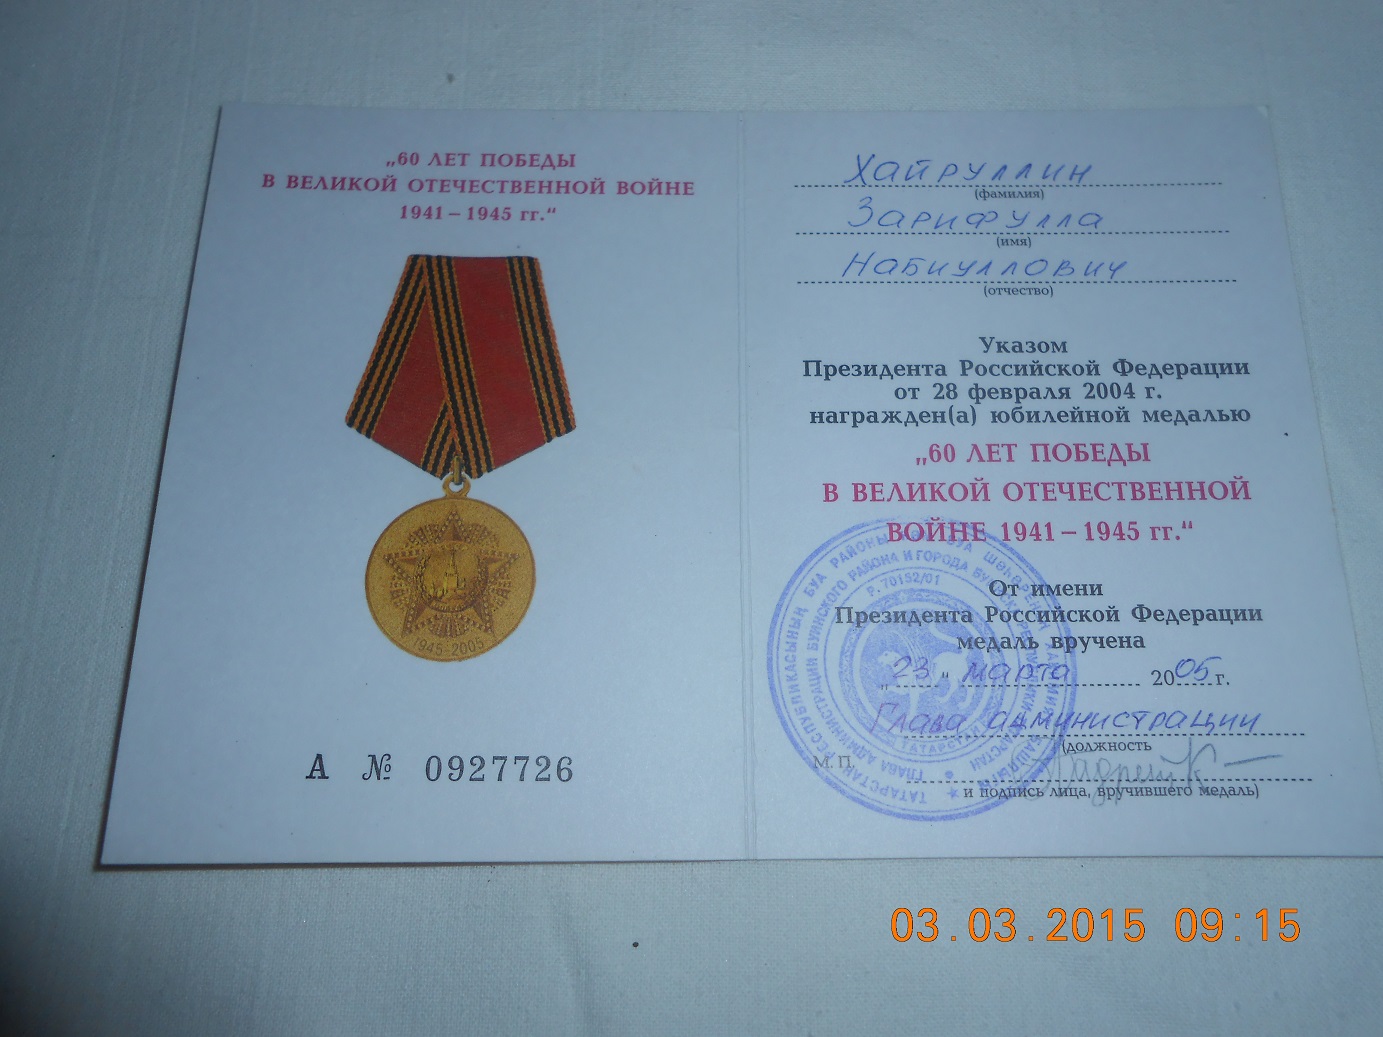 „60 ЛЕТ ПОБЕДЫ
В ВЕЛИКОЙ ОТЕЧЕСТВЕННОЙ ВОЙНЕ
1941 – 1945 гг.“
1945-2005
А № 0927726
Хайруллин
(фамилия)
Зарифулла
(имя)
Набиуллович
(отчество)
Указом
Президента Российской Федерации
от 28 февраля 2004 г.
награжден(а) юбилейной медалью
„60 ЛЕТ ПОБЕДЫ
В ВЕЛИКОЙ ОТЕЧЕСТВЕННОЙ
ВОЙНЕ 1941 – 1945 гг.“
От имени
Президента Российской Федерации
медаль вручена
„23" марта 2005 г.
Глава администрации
(должность
М. П.
и подпись лица, вручившего медаль)
Р. 70152/01
03.03.2015 09:15